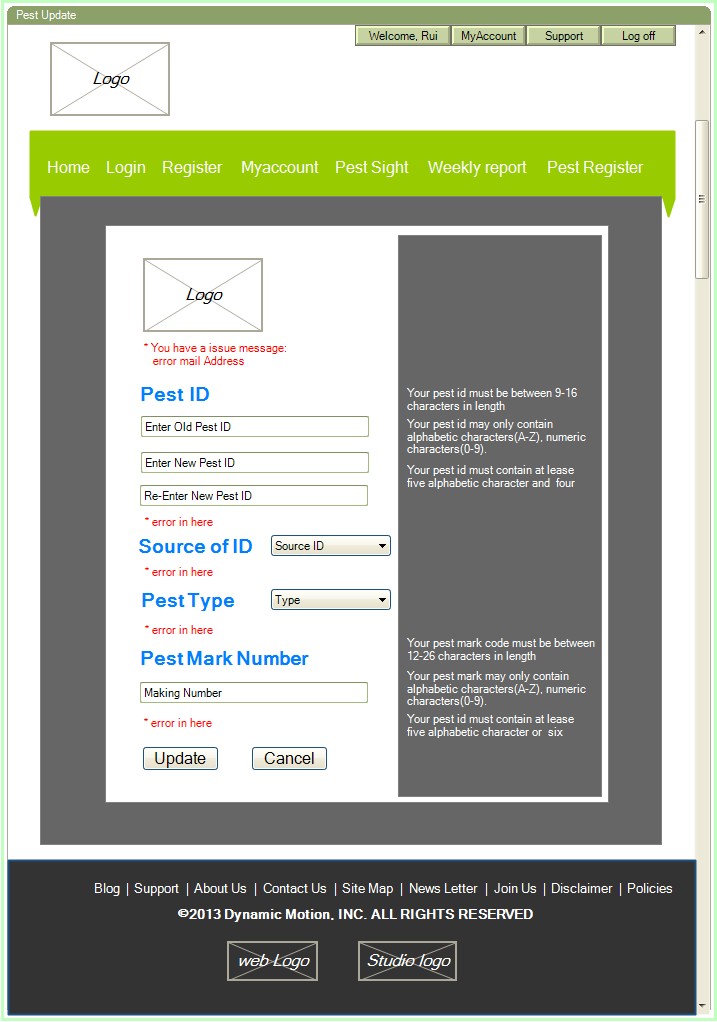 Pest Update
Welcome, Rui MyAccount Support Log off
Logo
Home Login Register Myaccount Pest Sight Weekly report Pest Register
Logo
* You have a issue message:
error mail Address
Pest ID
Enter Old Pest ID
Enter New Pest ID
Re-Enter New Pest ID
* error in here
Source of ID Source ID
* error in here
Pest Type Type
* error in here
Pest Mark Number
Making Number
* error in here
Update Cancel
Your pest id must be between 9-16
characters in length
Your pest id may only contain
alphabetic characters(A-Z), numeric
characters(0-9).
Your pest id must contain at lease
five alphabetic character and four
Your pest mark code must be between
12-26 characters in length
Your pest mark may only contain
alphabetic characters(A-Z), numeric
characters(0-9).
Your pest id must contain at lease
five alphabetic character or six
Blog | Support | About Us | Contact Us | Site Map | News Letter | Join Us | Disclaimer | Policies
©2013 Dynamic Motion, INC. ALL RIGHTS RESERVED
web Logo Studio logo